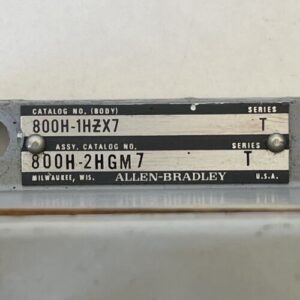 CATALOG NO. (BODY) SERIES
800H-1HZX7 T
ASSY. CATALOG NO. SERIES
800H-2HGM7 T
MILWAUKEE, WIS. ALLEN-BRADLEY U.S.A.